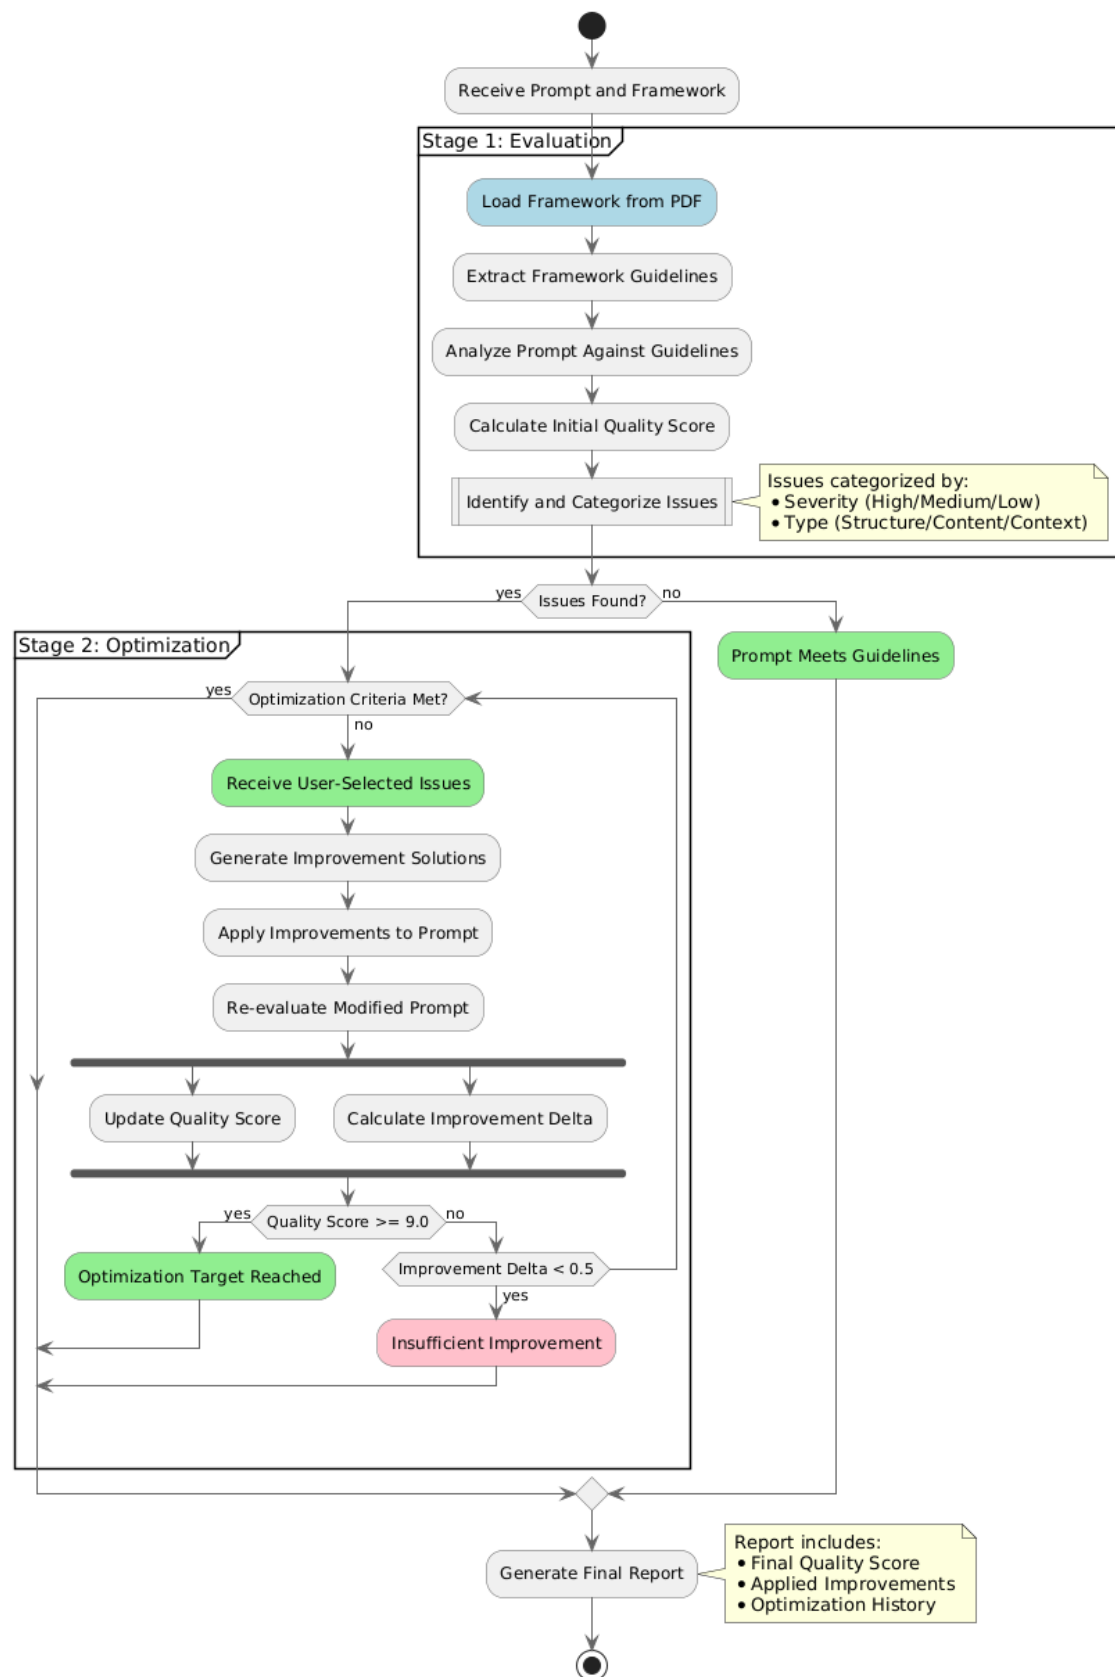 Receive Prompt and Framework
Stage 1: Evaluation
Load Framework from PDF
Extract Framework Guidelines
Analyze Prompt Against Guidelines
Calculate Initial Quality Score
Identify and Categorize Issues
Issues categorized by:
• Severity (High/Medium/Low)
• Type (Structure/Content/Context)
yes
Issues Found?
no
Stage 2: Optimization
Prompt Meets Guidelines
yes
Optimization Criteria Met?
no
Receive User-Selected Issues
Generate Improvement Solutions
Apply Improvements to Prompt
Re-evaluate Modified Prompt
Update Quality Score
Calculate Improvement Delta
yes
Quality Score >= 9.0
no
Optimization Target Reached
Improvement Delta < 0.5
yes
Insufficient Improvement
Generate Final Report
Report includes:
• Final Quality Score
• Applied Improvements
• Optimization History